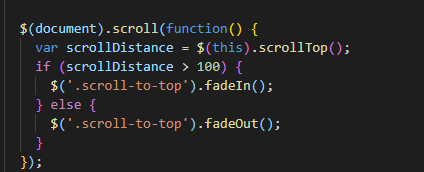 $(document).scroll(function() {
  var scrollDistance = $(this).scrollTop();
  if (scrollDistance > 100) {
    $('.scroll-to-top').fadeIn();
  } else {
    $('.scroll-to-top').fadeOut();
  }
});